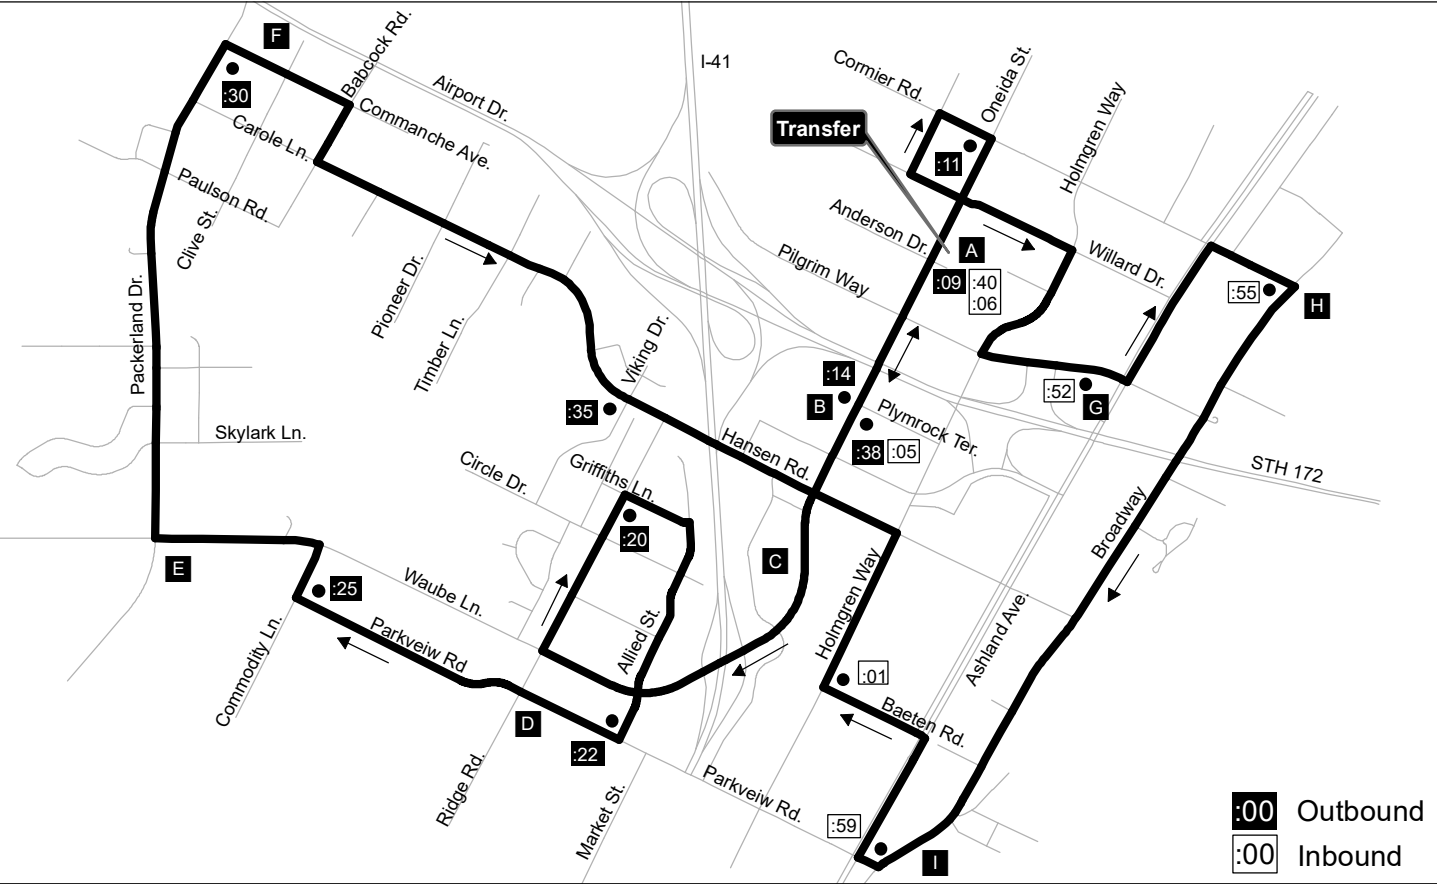 F
:30
Babcock Rd.
Airport Dr.
I-41
Cormier Rd.
Oneida St.
Holmgren Way
Transfer
:11
Commanche Ave.
Carole Ln.
Paulson Rd.
Clive St.
Anderson Dr.
A
:09
:40
:06
Pilgrim Way
Willard Dr.
:55
H
Packerland Dr.
Pioneer Dr.
Timber Ln.
Viking Dr.
:35
:14
B
:52
G
Plymrock Ter.
:38
:05
Skylark Ln.
Hansen Rd.
Circle Dr.
Griffiths Ln.
STH 172
Broadway
:20
E
C
:25
Waube Ln.
Holmgren Way
Ashland Ave.
Commodity Ln.
Parkveiw Rd
Allied St.
:01
Baeten Rd.
D
:22
Ridge Rd.
Market St.
Parkveiw Rd.
:59
I
:00 Outbound
:00 Inbound